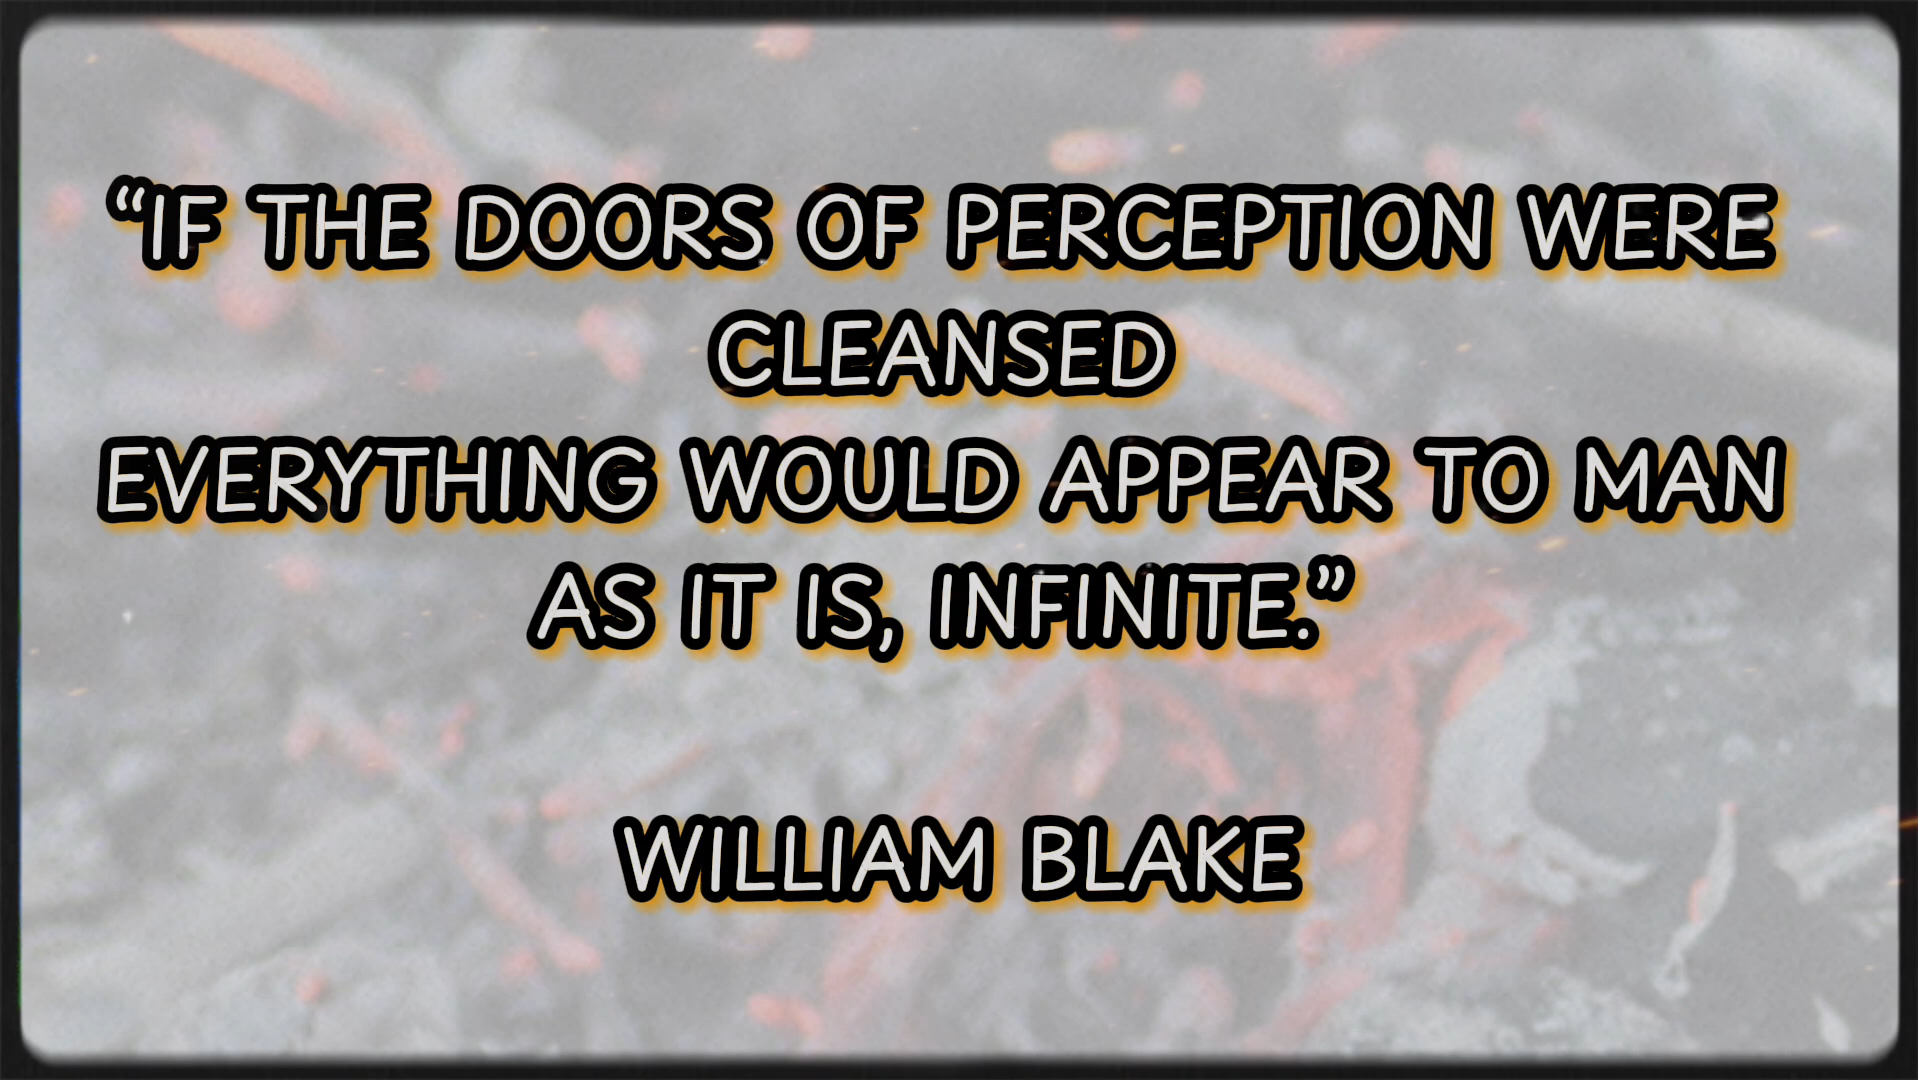 “IF THE DOORS OF PERCEPTION WERE
CLEANSED
EVERYTHING WOULD APPEAR TO MAN
AS IT IS, INFINITE.”
WILLIAM BLAKE